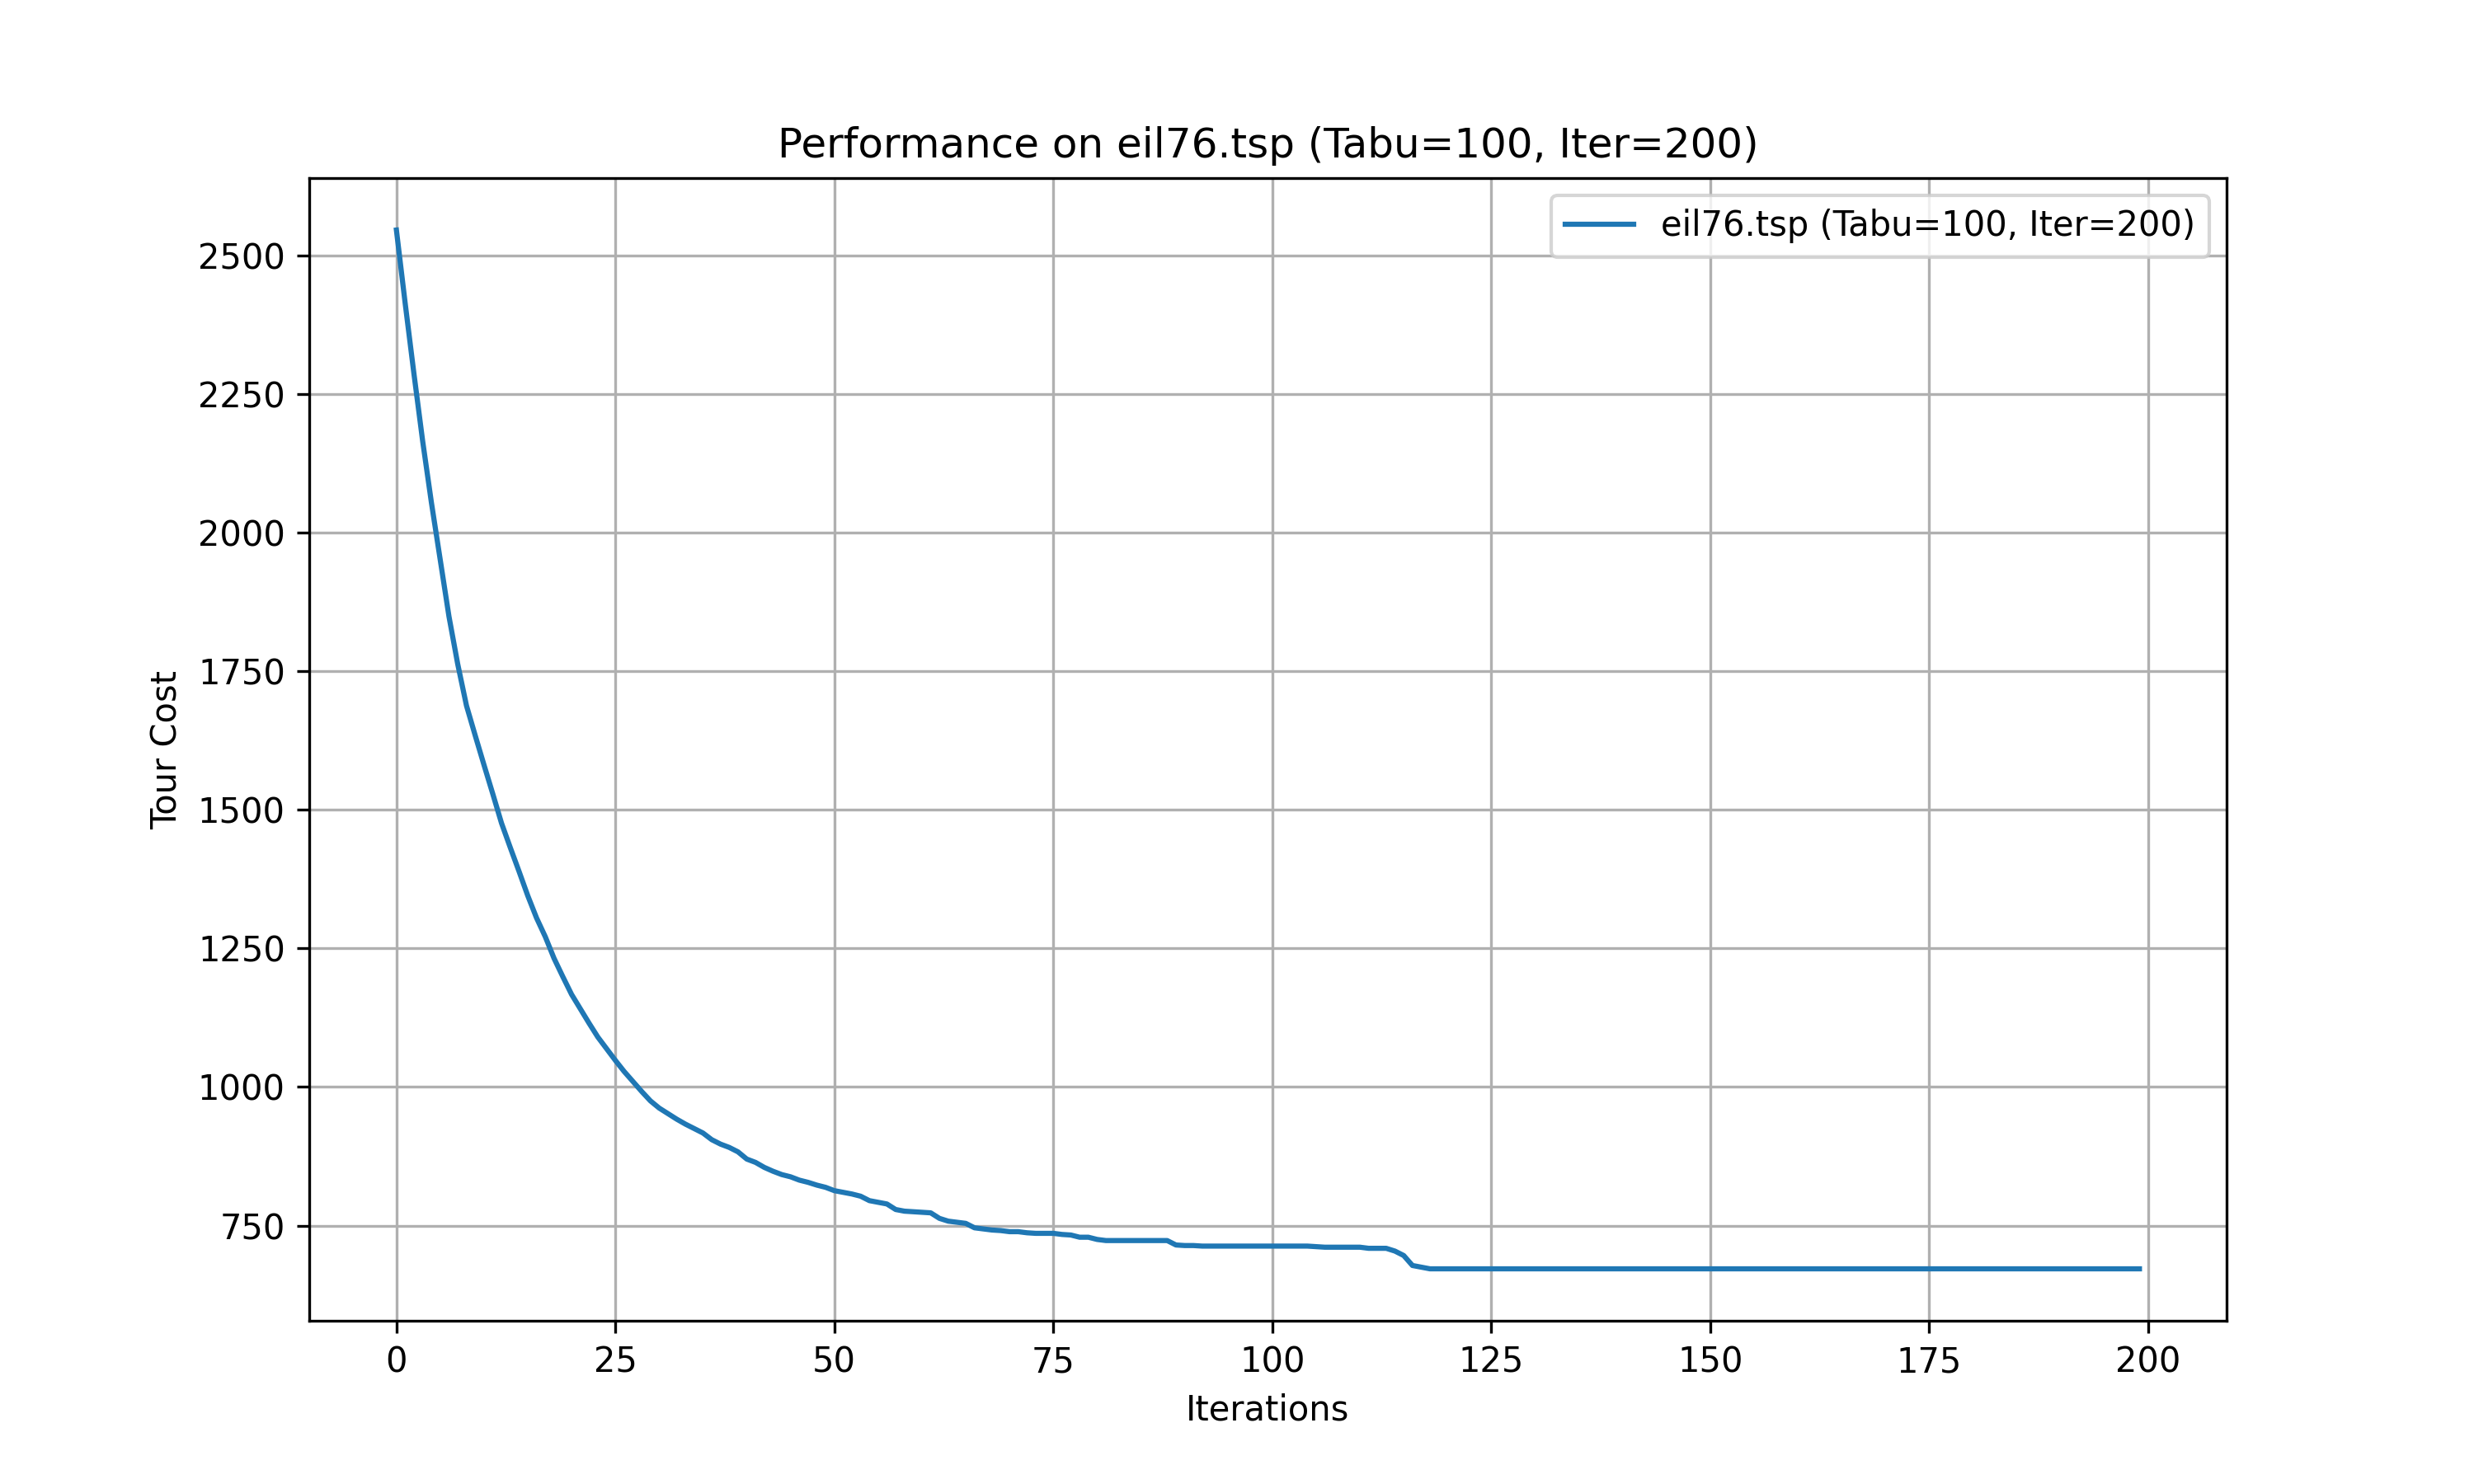 Performance on eil76.tsp (Tabu=100, Iter=200)
eil76.tsp (Tabu=100, Iter=200)
Tour Cost
2500
2250
2000
1750
1500
1250
1000
750
0 25 50 75 100 125 150 175 200
Iterations